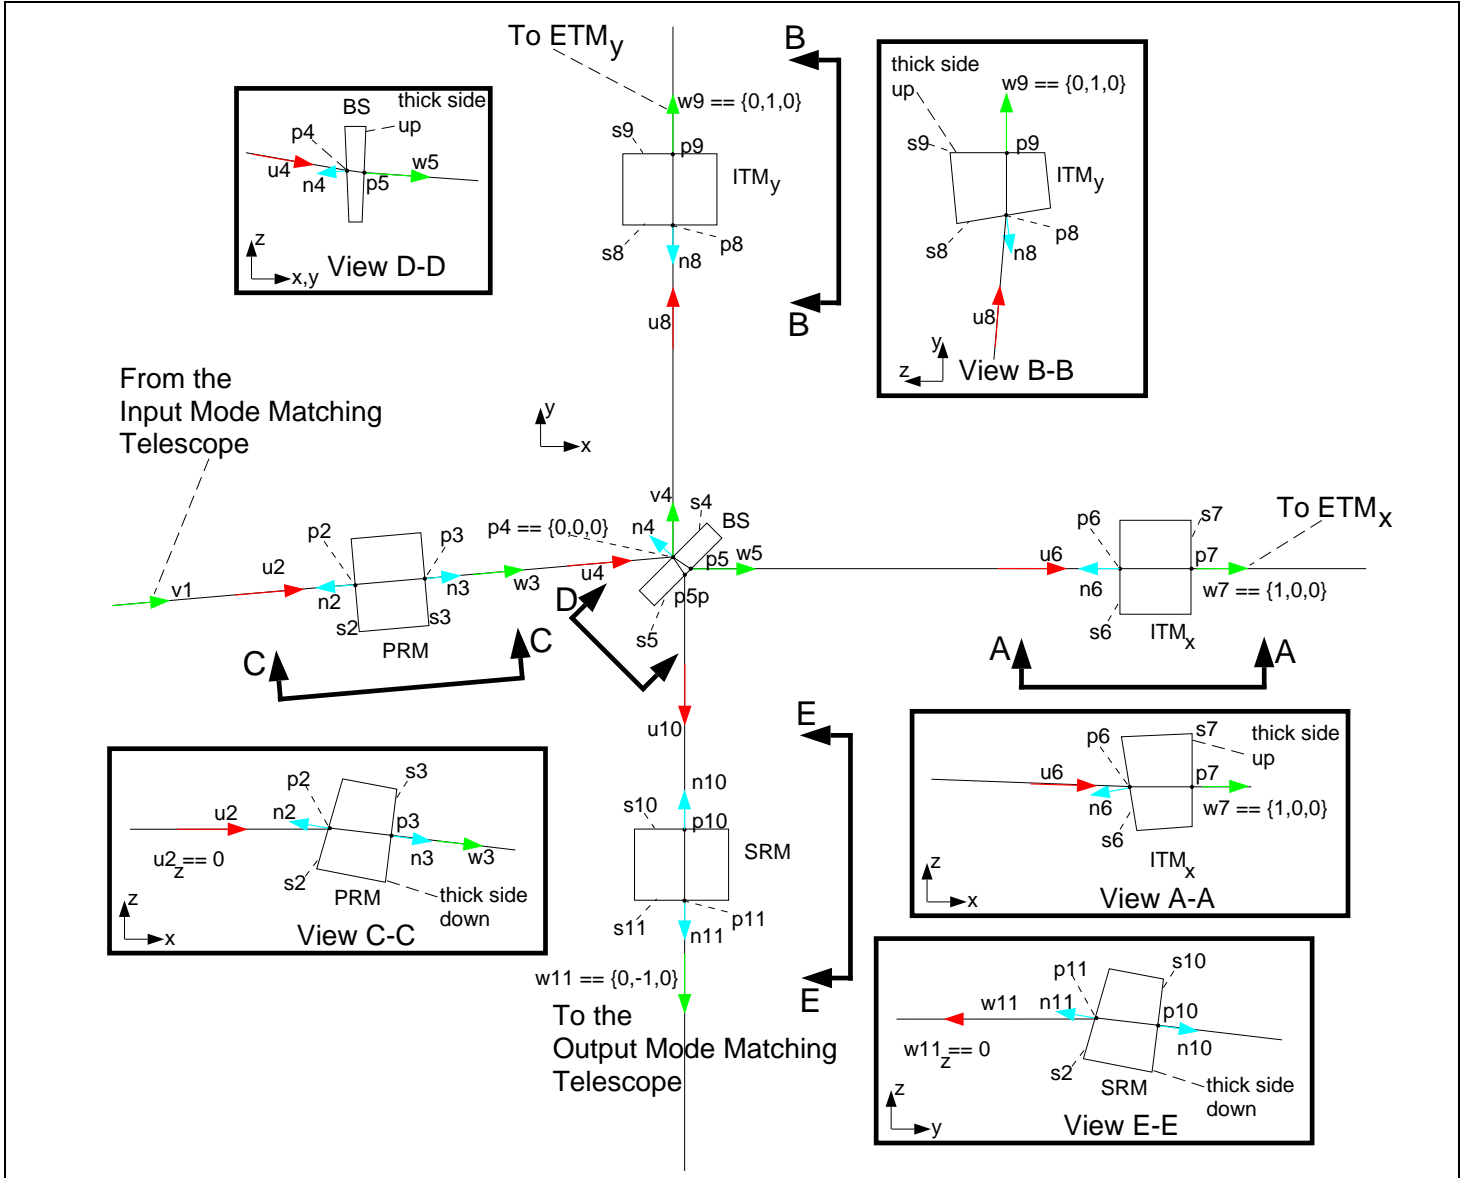 To ETMy
B
w9 == {0,1,0}
s9
p9
ITMy
s8
p8
n8
B
u8
thick side
up
BS
p4
u4
n4
w5
p5
z
x,y
View D-D
thick side
up
w9 == {0,1,0}
s9
p9
ITMy
s8
p8
n8
u8
y
z
View B-B
From the
Input Mode Matching
Telescope
y
x
v4
s4
BS
n4
p4 == {0,0,0}
p5
w5
p5p
s5
D
u4
v1
u2
p2
n2
s2
p3
n3
s3
w3
PRM
C
C
p6
s7
u6
n6
p7
To ETMx
w7 == {1,0,0}
s6
ITMx
A
A
u10
E
n10
s10
p10
SRM
s11
p11
n11
w11 == {0,-1,0}
E
To the
Output Mode Matching
Telescope
u2
u2z == 0
p2
n2
s3
p3
n3
w3
s2
PRM
thick side
down
z
x
View C-C
p6
s7
thick side
up
u6
p7
n6
w7 == {1,0,0}
s6
ITMx
z
x
View A-A
p11
s10
w11
n11
p10
w11z == 0
n10
s2
SRM
thick side
down
z
y
View E-E